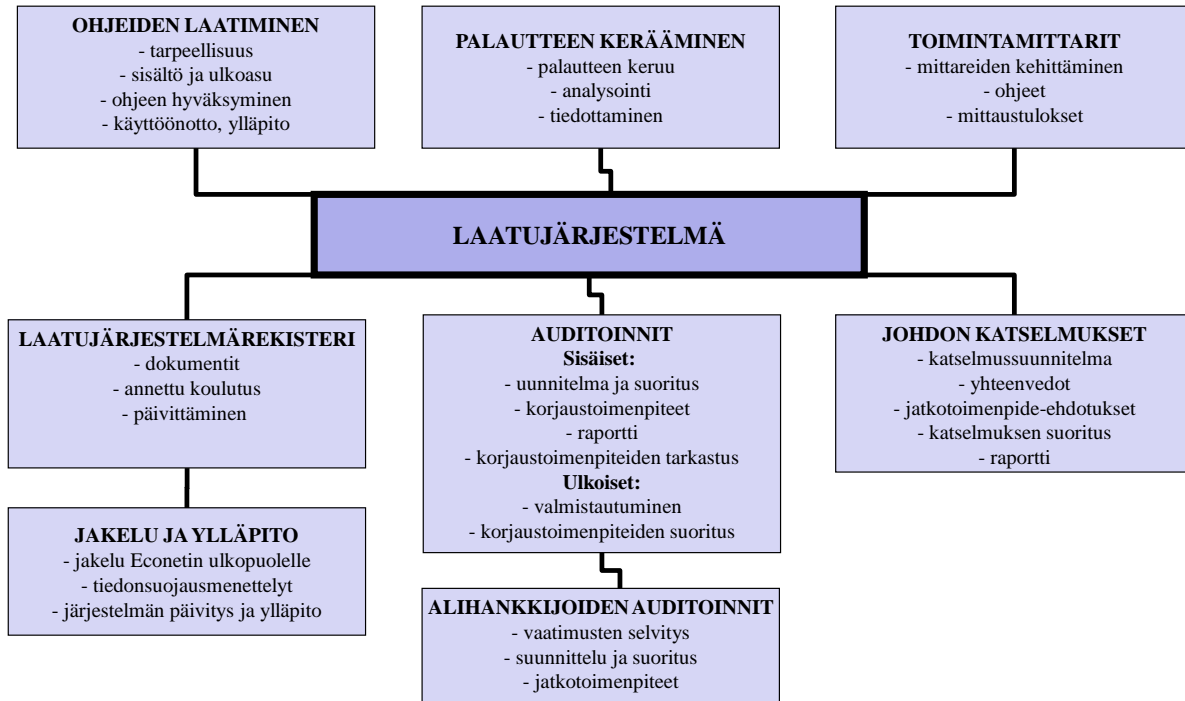 OHJEIDEN LAATIMINEN
- tarpeellisuus
- sisältö ja ulkoasu
- ohjeen hyväksyminen
- käyttöönotto, ylläpito
PALAUTTEEN KERÄÄMINEN
- palautteen keruu
- analysointi
- tiedottaminen
TOIMINTAMITTARIT
- mittareiden kehittäminen
- ohjeet
- mittaustulokset
LAATUJÄRJESTELMÄ
LAATUJÄRJESTELMÄREKISTERI
- dokumentit
- annettu koulutus
- päivittäminen
AUDITOINNIT
Sisäiset:
- uunnitelma ja suoritus
- korjaustoimenpiteet
- raportti
- korjaustoimenpiteiden tarkastus
Ulkoiset:
- valmistautuminen
- korjaustoimenpiteiden suoritus
JOHDON KATSELMUKSET
- katselmussuunnitelma
- yhteenvedot
- jatkotoimenpide-ehdotukset
- katselmuksen suoritus
- raportti
JAKELU JA YLLÄPITO
- jakelu Econetin ulkopuolelle
- tiedonsuojausmenettelyt
- järjestelmän päivitys ja ylläpito
ALIHANKKIJOIDEN AUDITOINNIT
- vaatimusten selvitys
- suunnittelu ja suoritus
- jatkotoimenpiteet